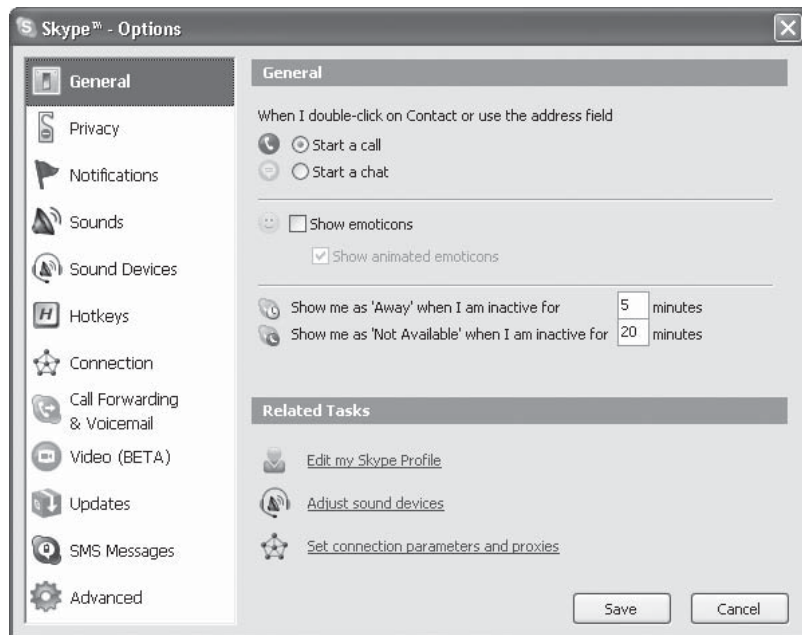 Skype™ - Options
General
Privacy
Notifications
Sounds
Sound Devices
Hotkeys
Connection
Call Forwarding
& Voicemail
Video (BETA)
Updates
SMS Messages
Advanced
General
When I double-click on Contact or use the address field
Start a call
Start a chat
Show emoticons
Show animated emoticons
Show me as 'Away' when I am inactive for 5 minutes
Show me as 'Not Available' when I am inactive for 20 minutes
Related Tasks
Edit my Skype Profile
Adjust sound devices
Set connection parameters and proxies
Save Cancel